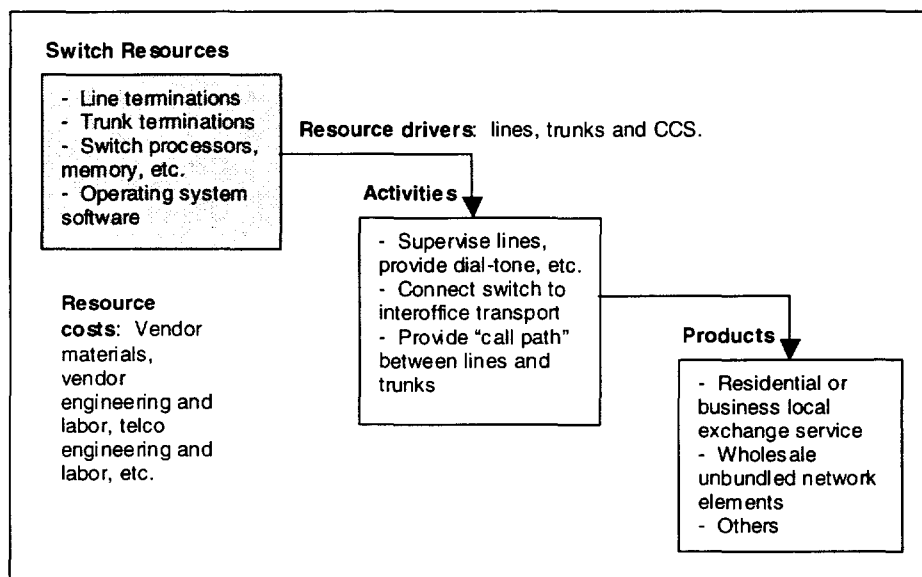 Switch Resources
- Line terminations
- Trunk terminations
- Switch processors,
memory, etc.
- Operating system
software
Resource drivers: lines, trunks and CCS.
Activities
- Supervise lines,
provide dial-tone, etc.
- Connect switch to
interoffice transport
- Provide “call path”
between lines and
trunks
Resource
costs: Vendor
materials,
vendor
engineering and
labor, telco
engineering and
labor, etc.
Products
- Residential or
business local
exchange service
- Wholesale
unbundled network
elements
- Others